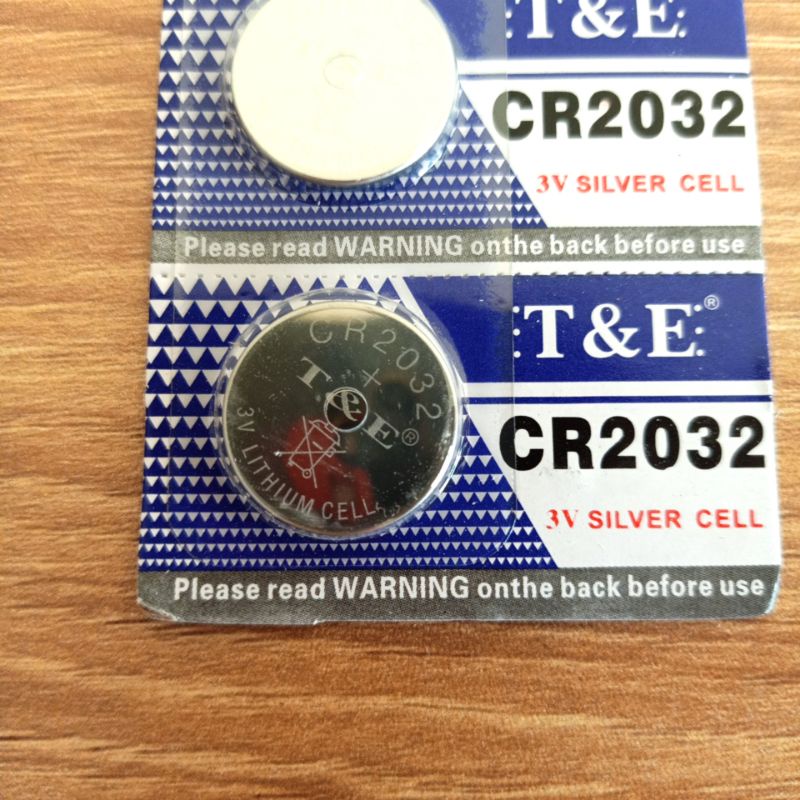 T&E
CR2032
3V SILVER CELL
Please read WARNING onthe back before use
T&E®
CR2032
3V SILVER CELL
CR2032
+
T&E®
3V LITHIUM CELL
Please read WARNING onthe back before use